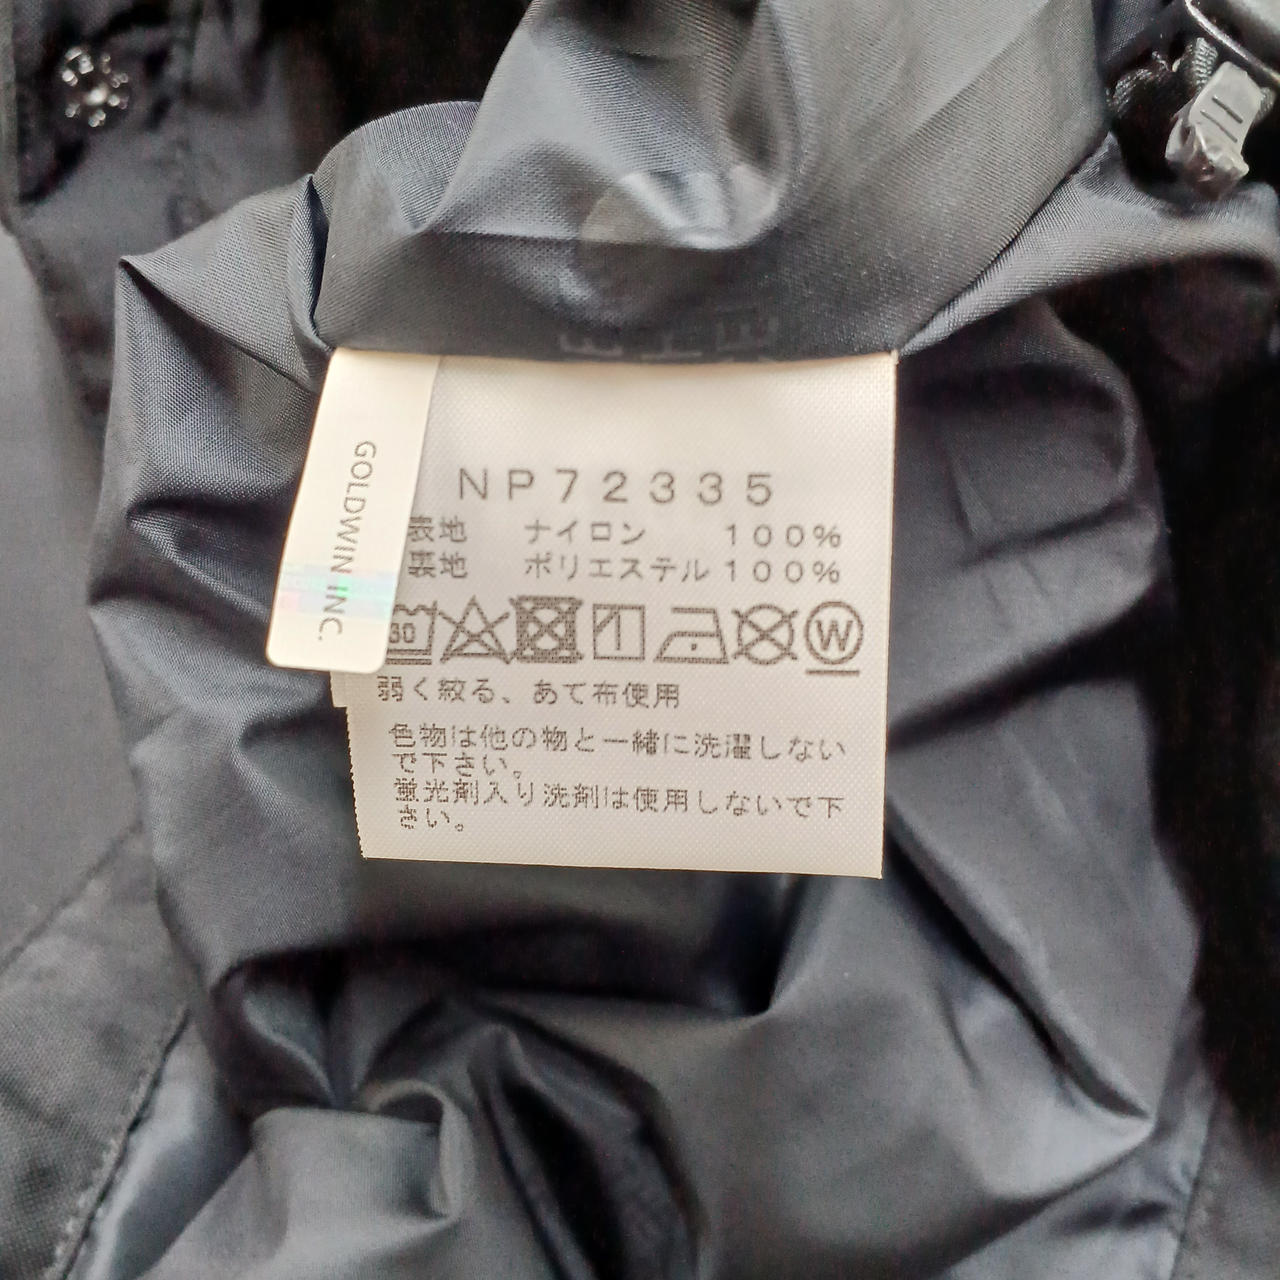 GOLDWIN INC.
NP72335
表地 ナイロン 100%
裏地 ポリエステル 100%
30 W
弱く絞る、あて布使用
色物は他の物と一緒に洗濯しない
で下さい。
蛍光剤入り洗剤は使用しないで下
さい。